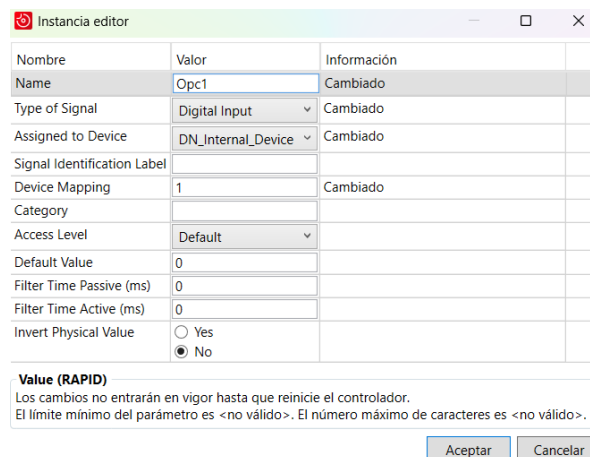 Instancia editor
Nombre Valor Información
Name Opc1 Cambiado
Type of Signal Digital Input Cambiado
Assigned to Device DN_Internal_Device Cambiado
Signal Identification Label
Device Mapping 1 Cambiado
Category
Access Level Default
Default Value 0
Filter Time Passive (ms) 0
Filter Time Active (ms) 0
Invert Physical Value Yes
No
Value (RAPID)
Los cambios no entrarán en vigor hasta que reinicie el controlador.
El límite mínimo del parámetro es <no válido>. El número máximo de caracteres es <no válido>.
Aceptar Cancelar